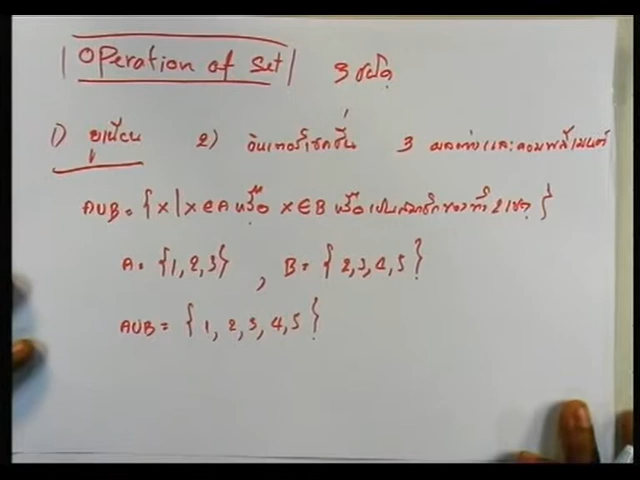 Operation of Set 3 ชนิด
1) ยูเนียน 2) อินเตอร์เซคชั่น 3 ผลต่างและคอมพลีเมนต์
A∪B = { x | x ∈ A หรือ x ∈ B หรือเป็นสมาชิกของทั้ง 2 เซต }
A = {1, 2, 3} , B = { 2, 3, 4, 5 }
A∪B = { 1, 2, 3, 4, 5 }